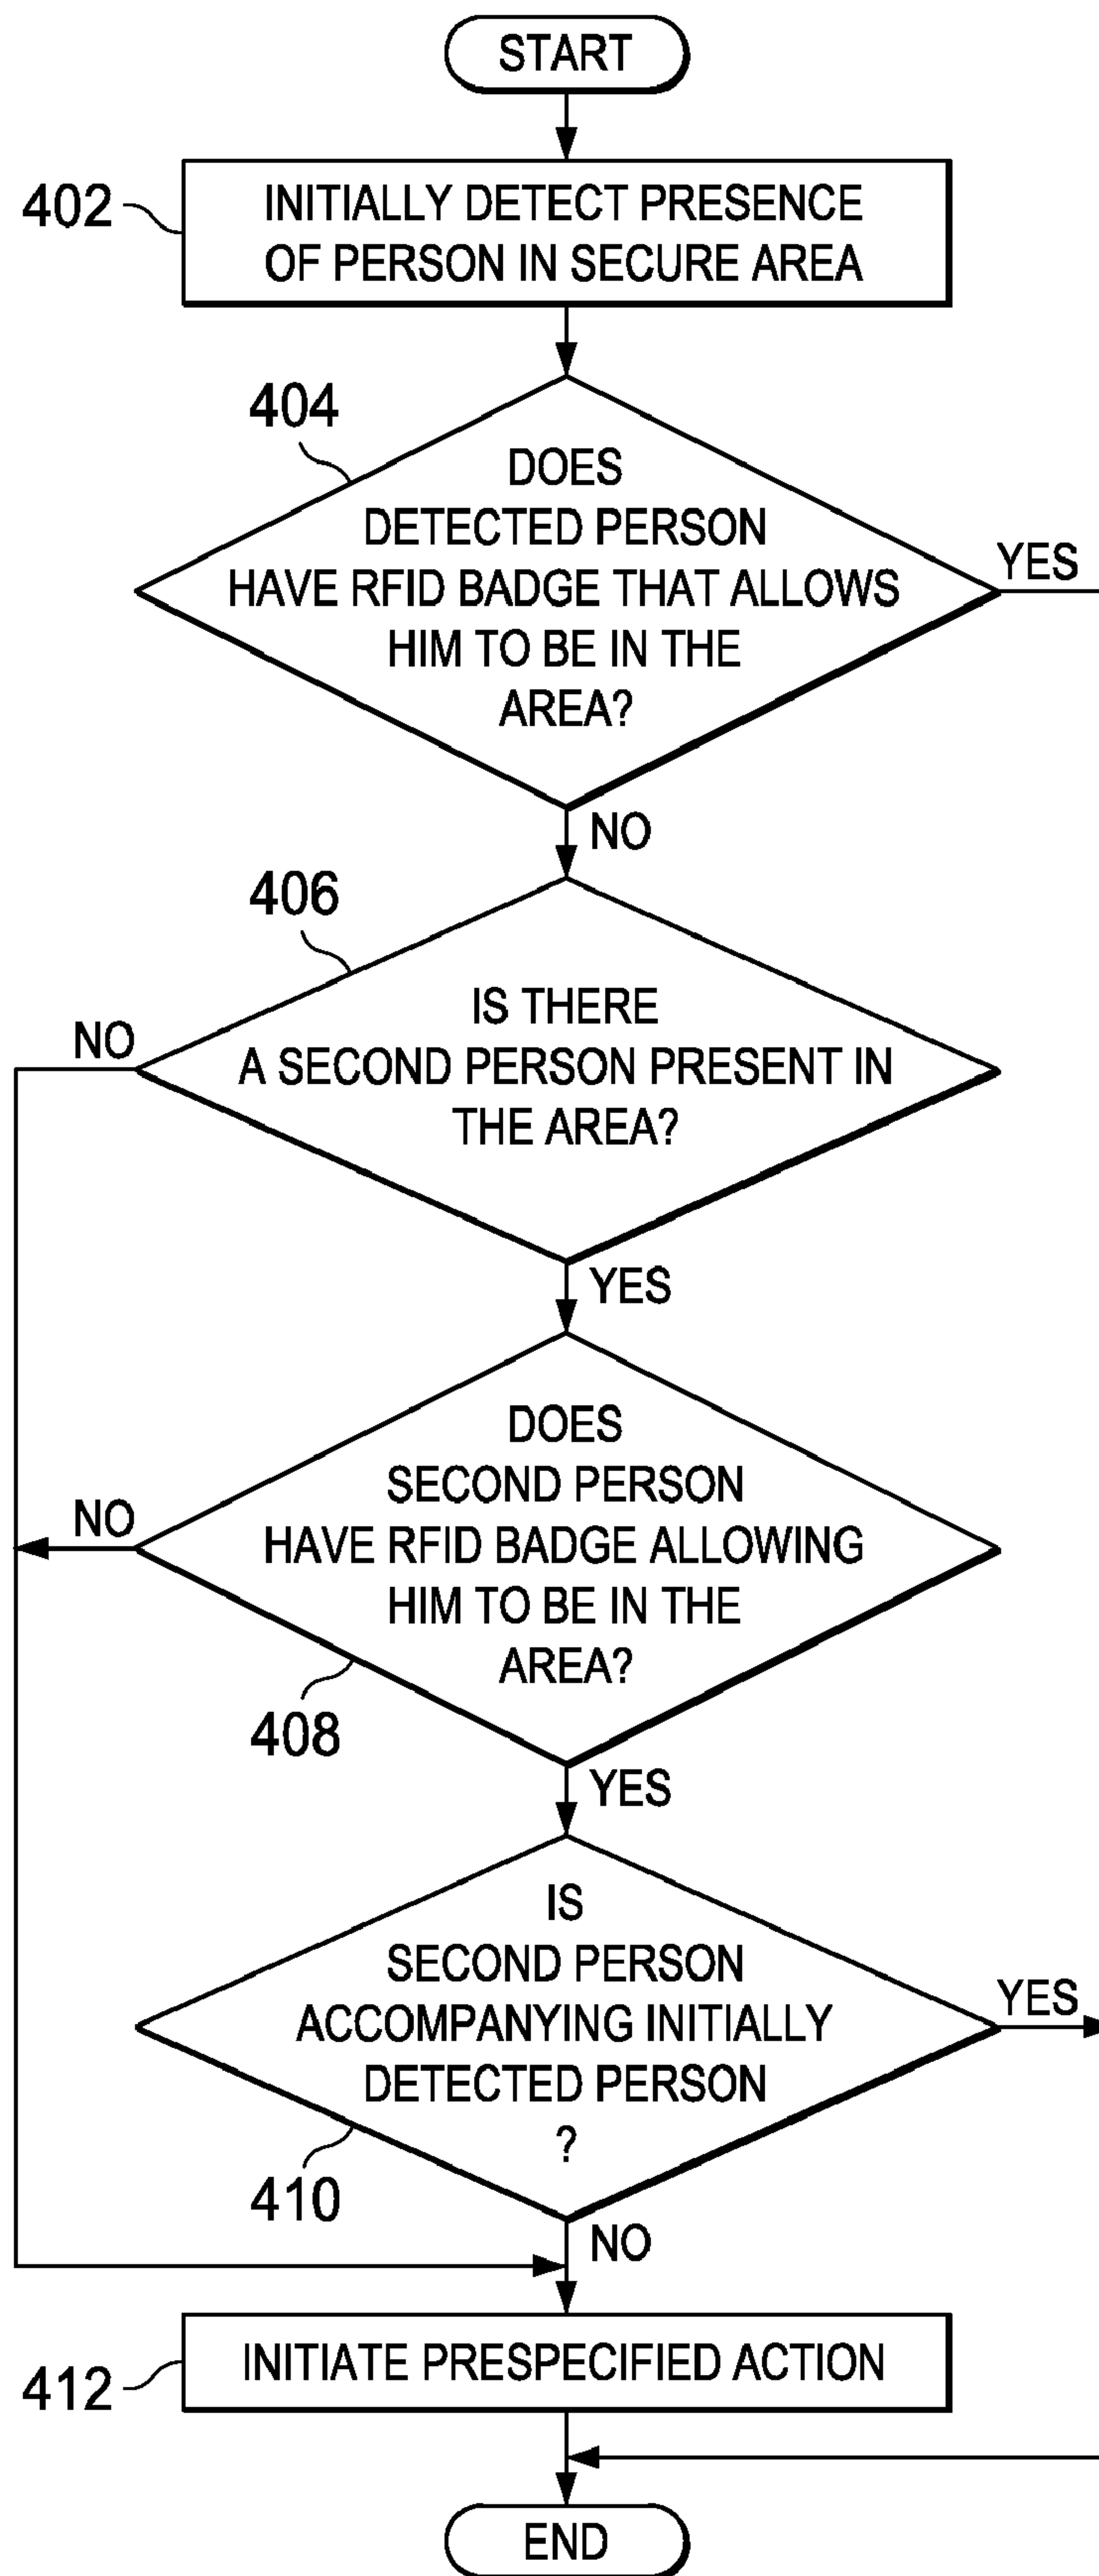 START
402
INITIALLY DETECT PRESENCE
OF PERSON IN SECURE AREA
404
DOES
DETECTED PERSON
HAVE RFID BADGE THAT ALLOWS
HIM TO BE IN THE
AREA?
YES
NO
406
IS THERE
A SECOND PERSON PRESENT IN
THE AREA?
NO
YES
DOES
SECOND PERSON
HAVE RFID BADGE ALLOWING
HIM TO BE IN THE
AREA?
NO
408
YES
IS
SECOND PERSON
ACCOMPANYING INITIALLY
DETECTED PERSON
?
YES
410
NO
412
INITIATE PRESPECIFIED ACTION
END